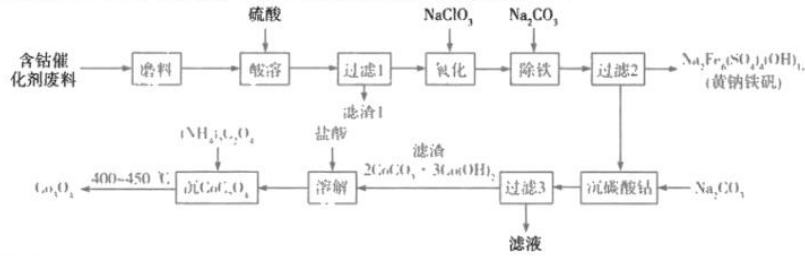 硫酸
NaClO₃
Na₂CO₃
含钴催
化剂废料
磨料
酸溶
过滤1
氧化
除铁
过滤2
Na₂Fe₆(SO₄)₄(OH)₁₂
(黄钠铁矾)
滤渣1
(NH₄)₂C₂O₄
盐酸
滤渣
2CoCO₃·3Co(OH)₂
Co₃O₄
400~450 ℃
沉CoC₂O₄
溶解
过滤3
沉碳酸钴
Na₂CO₃
滤液